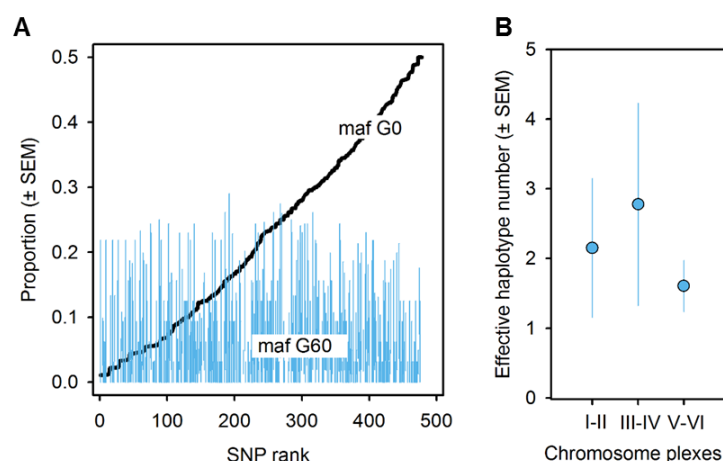 A
Proportion (± SEM)
0.5
0.4
0.3
0.2
0.1
0.0
maf G0
maf G60
0 100 200 300 400 500
SNP rank
B
Effective haplotype number (± SEM)
5
4
3
2
1
0
I-II III-IV V-VI
Chromosome plexes